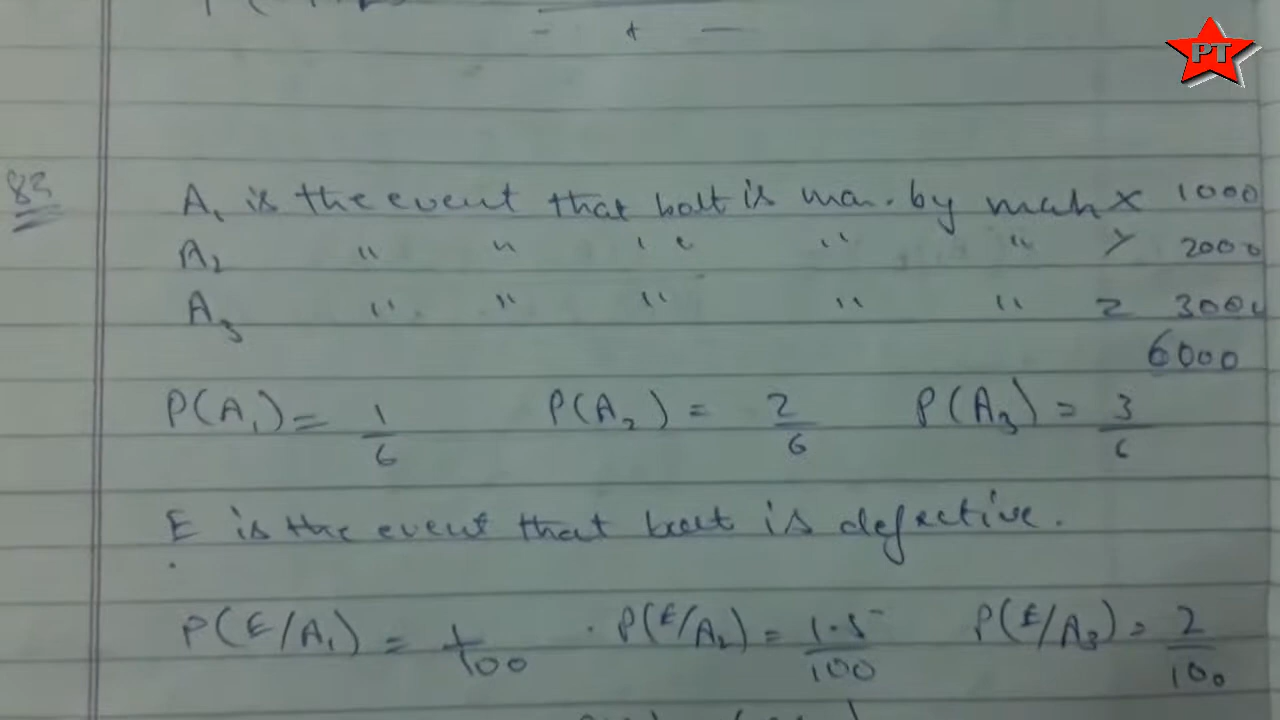 PT
83
A1 is the event that bolt is man. by mach X 1000
A2 " " " " " Y 2000
A3 " " " " " Z 3000
6000
P(A1) = 1/6 P(A2) = 2/6 P(A3) = 3/6
E is the event that bolt is defective.
P(E/A1) = 1/100 . P(E/A2) = 1.5/100 P(E/A3) = 2/100